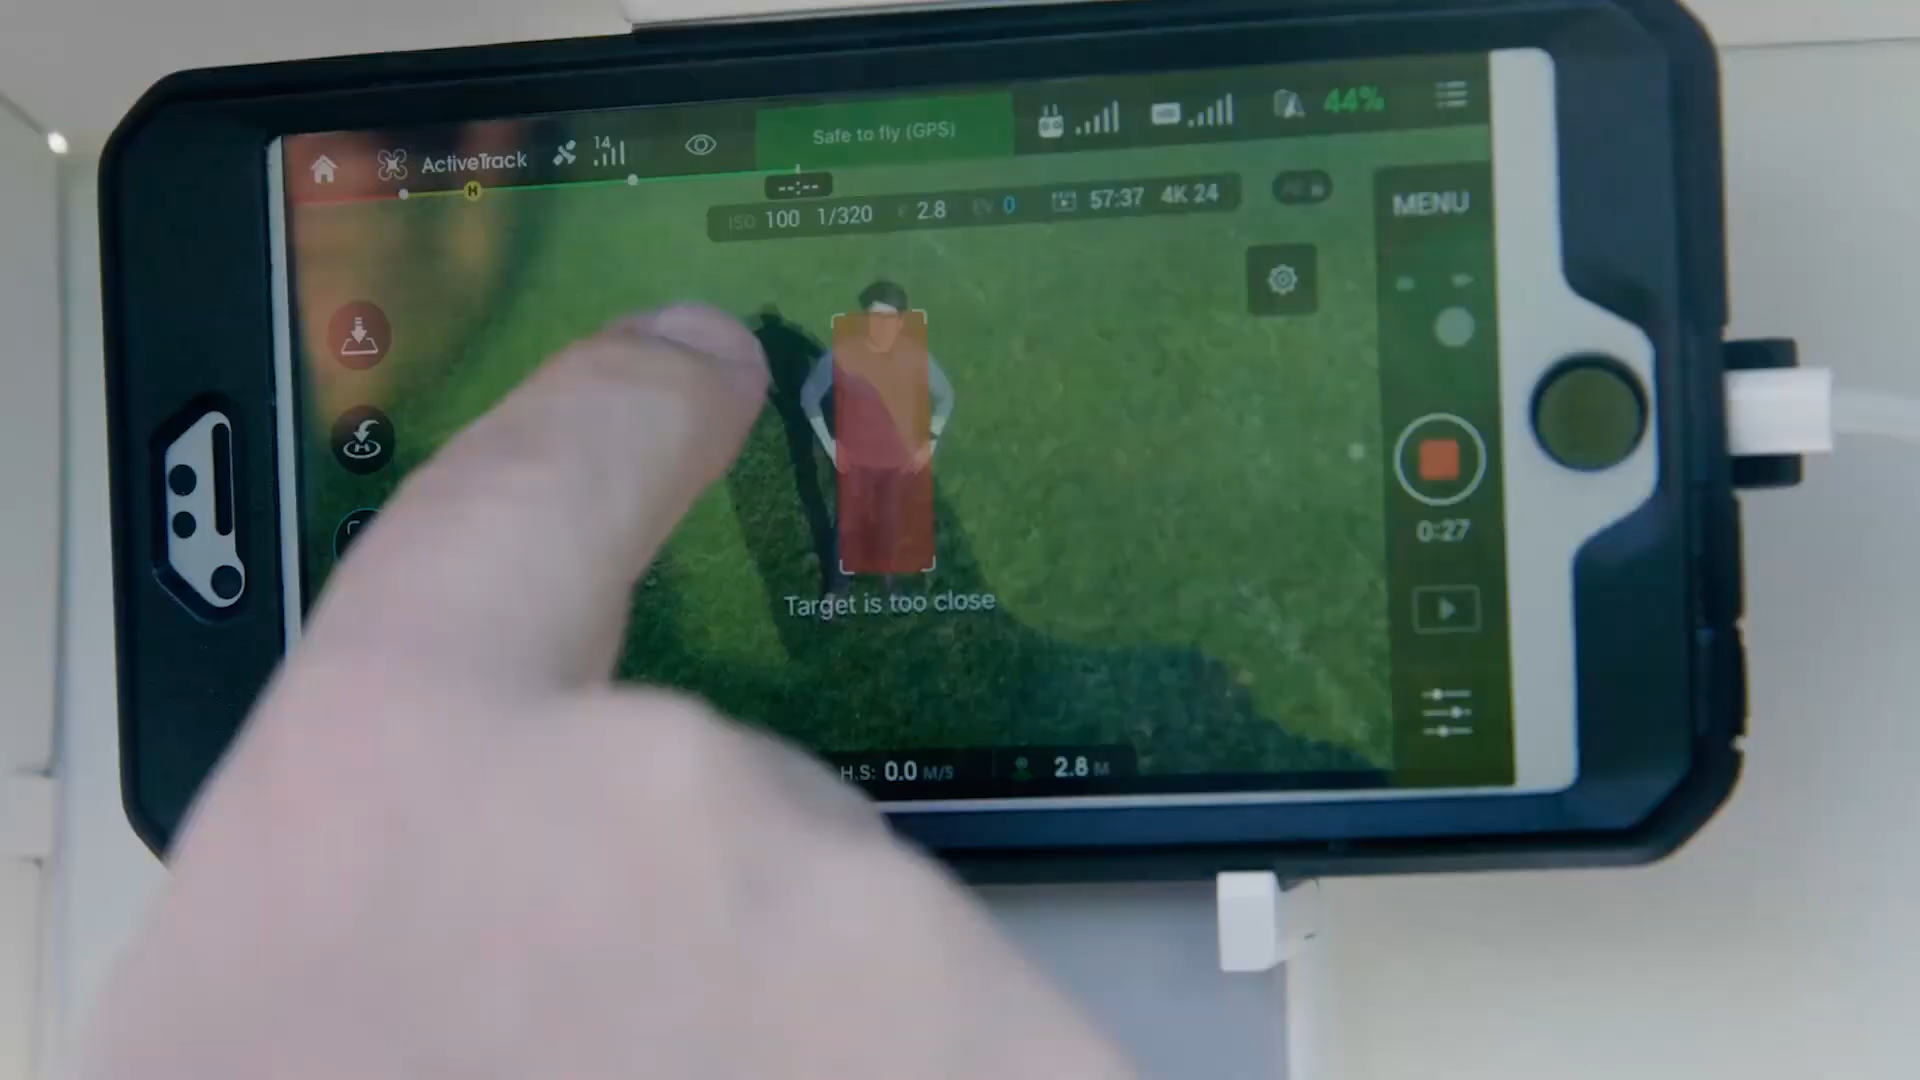 ActiveTrack
14
Safe to fly (GPS)
44%
--:--
ISO 100 1/320 F 2.8 EV 0 57:37 4K 24
MENU
H
0:27
Target is too close
H.S: 0.0 M/S 2.8 M